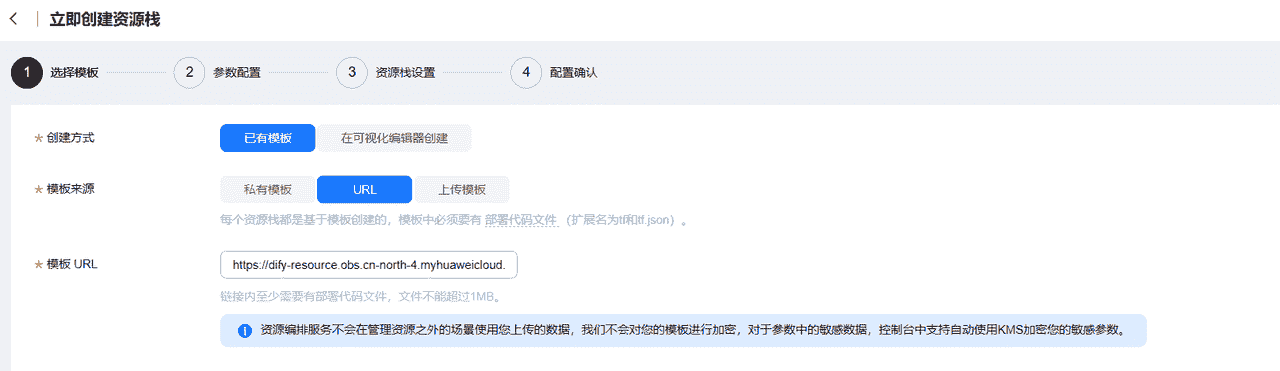 立即创建资源栈
1 选择模板 2 参数配置 3 资源栈设置 4 配置确认
* 创建方式 已有模板 在可视化编辑器创建
* 模板来源 私有模板 URL 上传模板
每个资源栈都是基于模板创建的，模板中必须要有 部署代码文件 （扩展名为tf和tf.json）。
* 模板 URL https://dify-resource.obs.cn-north-4.myhuaweicloud.
链接内至少需要有部署代码文件，文件不能超过1MB。
资源编排服务不会在管理资源之外的场景使用您上传的数据，我们不会对您的模板进行加密，对于参数中的敏感数据，控制台中支持自动使用KMS加密您的敏感参数。